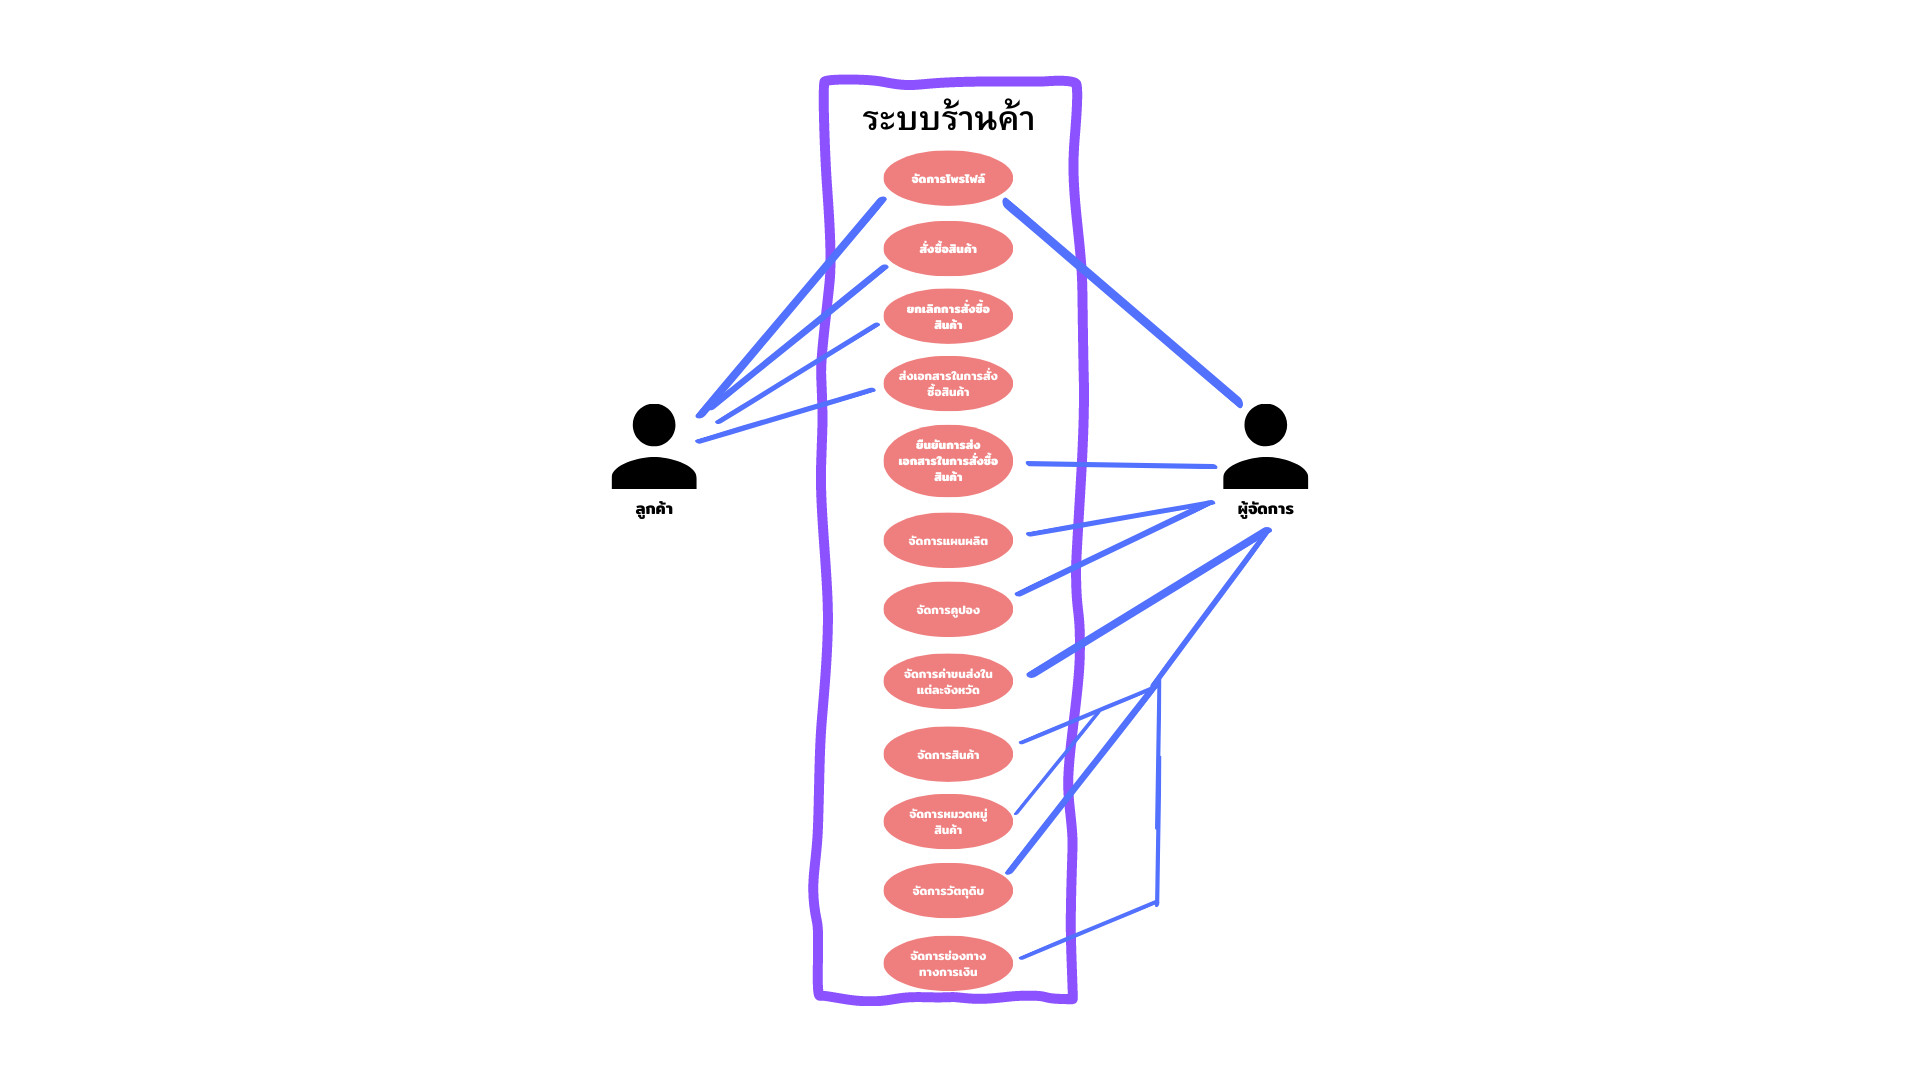 ระบบร้านค้า
จัดการโพรไฟล์
สั่งซื้อสินค้า
ยกเลิกการสั่งซื้อ
สินค้า
ส่งเอกสารในการสั่ง
ซื้อสินค้า
ยืนยันการส่ง
เอกสารในการสั่งซื้อ
สินค้า
ลูกค้า
ผู้จัดการ
จัดการแผนผลิต
จัดการคูปอง
จัดการค่าขนส่งใน
แต่ละจังหวัด
จัดการสินค้า
จัดการหมวดหมู่
สินค้า
จัดการวัตถุดิบ
จัดการช่องทาง
ทางการเงิน